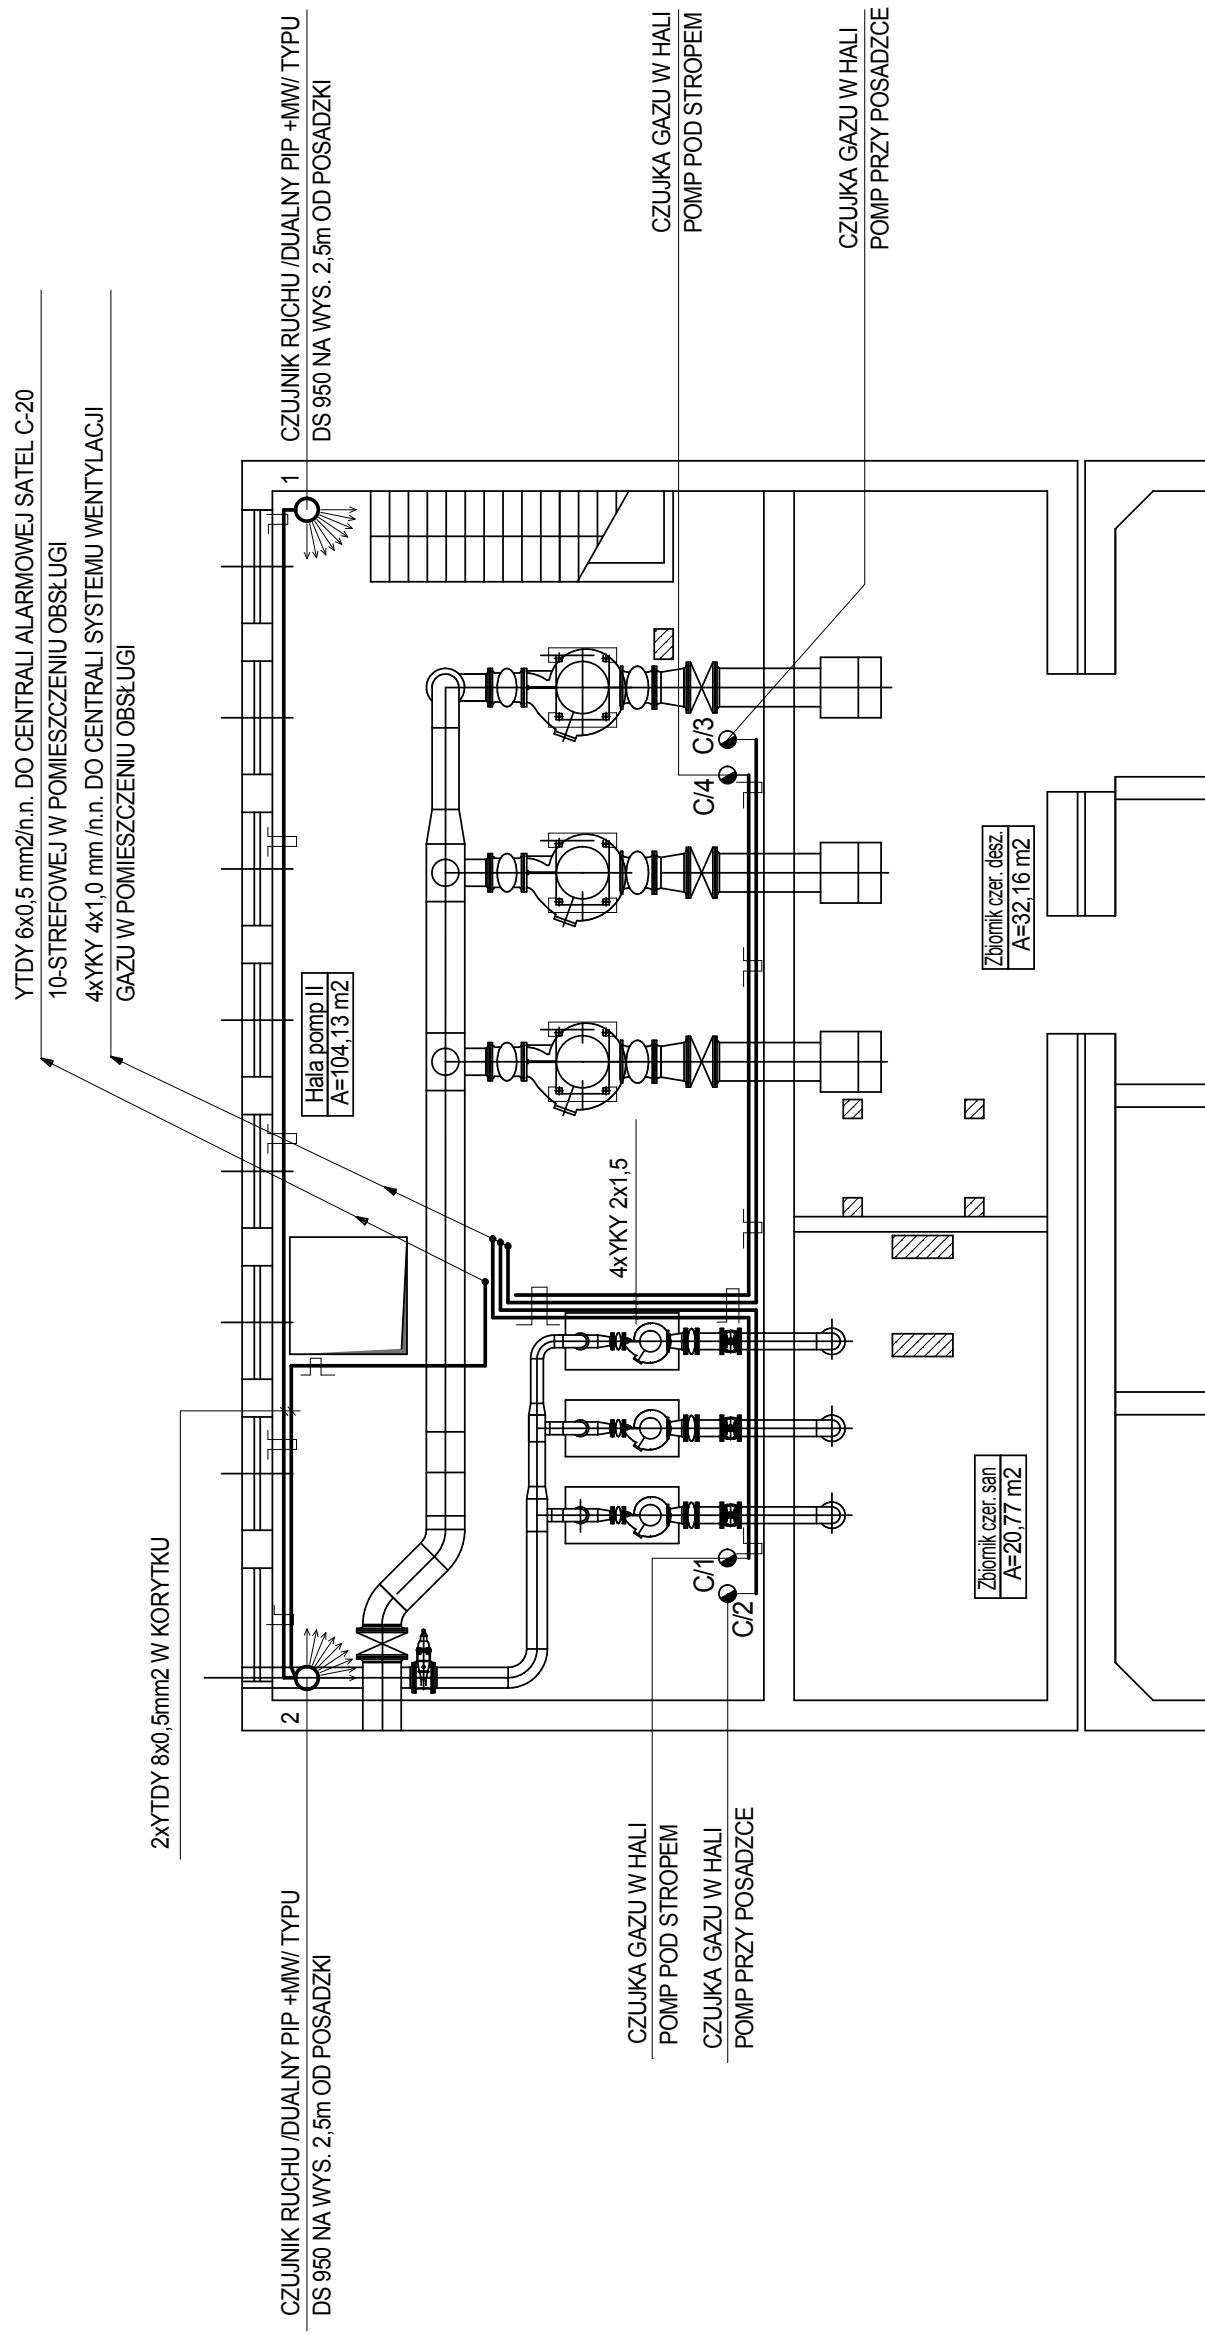 YTDY 6x0,5 mm2/n.n. DO CENTRALI ALARMOWEJ SATEL C-20
10-STREFOWEJ W POMIESZCZENIU OBSŁUGI
4xYKY 4x1,0 mm /n.n. DO CENTRALI SYSTEMU WENTYLACJI
GAZU W POMIESZCZENIU OBSŁUGI
2xYTDY 8x0,5mm2 W KORYTKU
CZUJNIK RUCHU /DUALNY PIP +MW/ TYPU
DS 950 NA WYS. 2,5m OD POSADZKI
2
1
CZUJNIK RUCHU /DUALNY PIP +MW/ TYPU
DS 950 NA WYS. 2,5m OD POSADZKI
Hala pomp II
A=104,13 m2
4xYKY 2x1,5
CZUJKA GAZU W HALI
POMP POD STROPEM
CZUJKA GAZU W HALI
POMP PRZY POSADZCE
C/1
C/2
C/4
C/3
CZUJKA GAZU W HALI
POMP POD STROPEM
CZUJKA GAZU W HALI
POMP PRZY POSADZCE
Zbiornik czer. san
A=20,77 m2
Zbiornik czer. desz.
A=32,16 m2